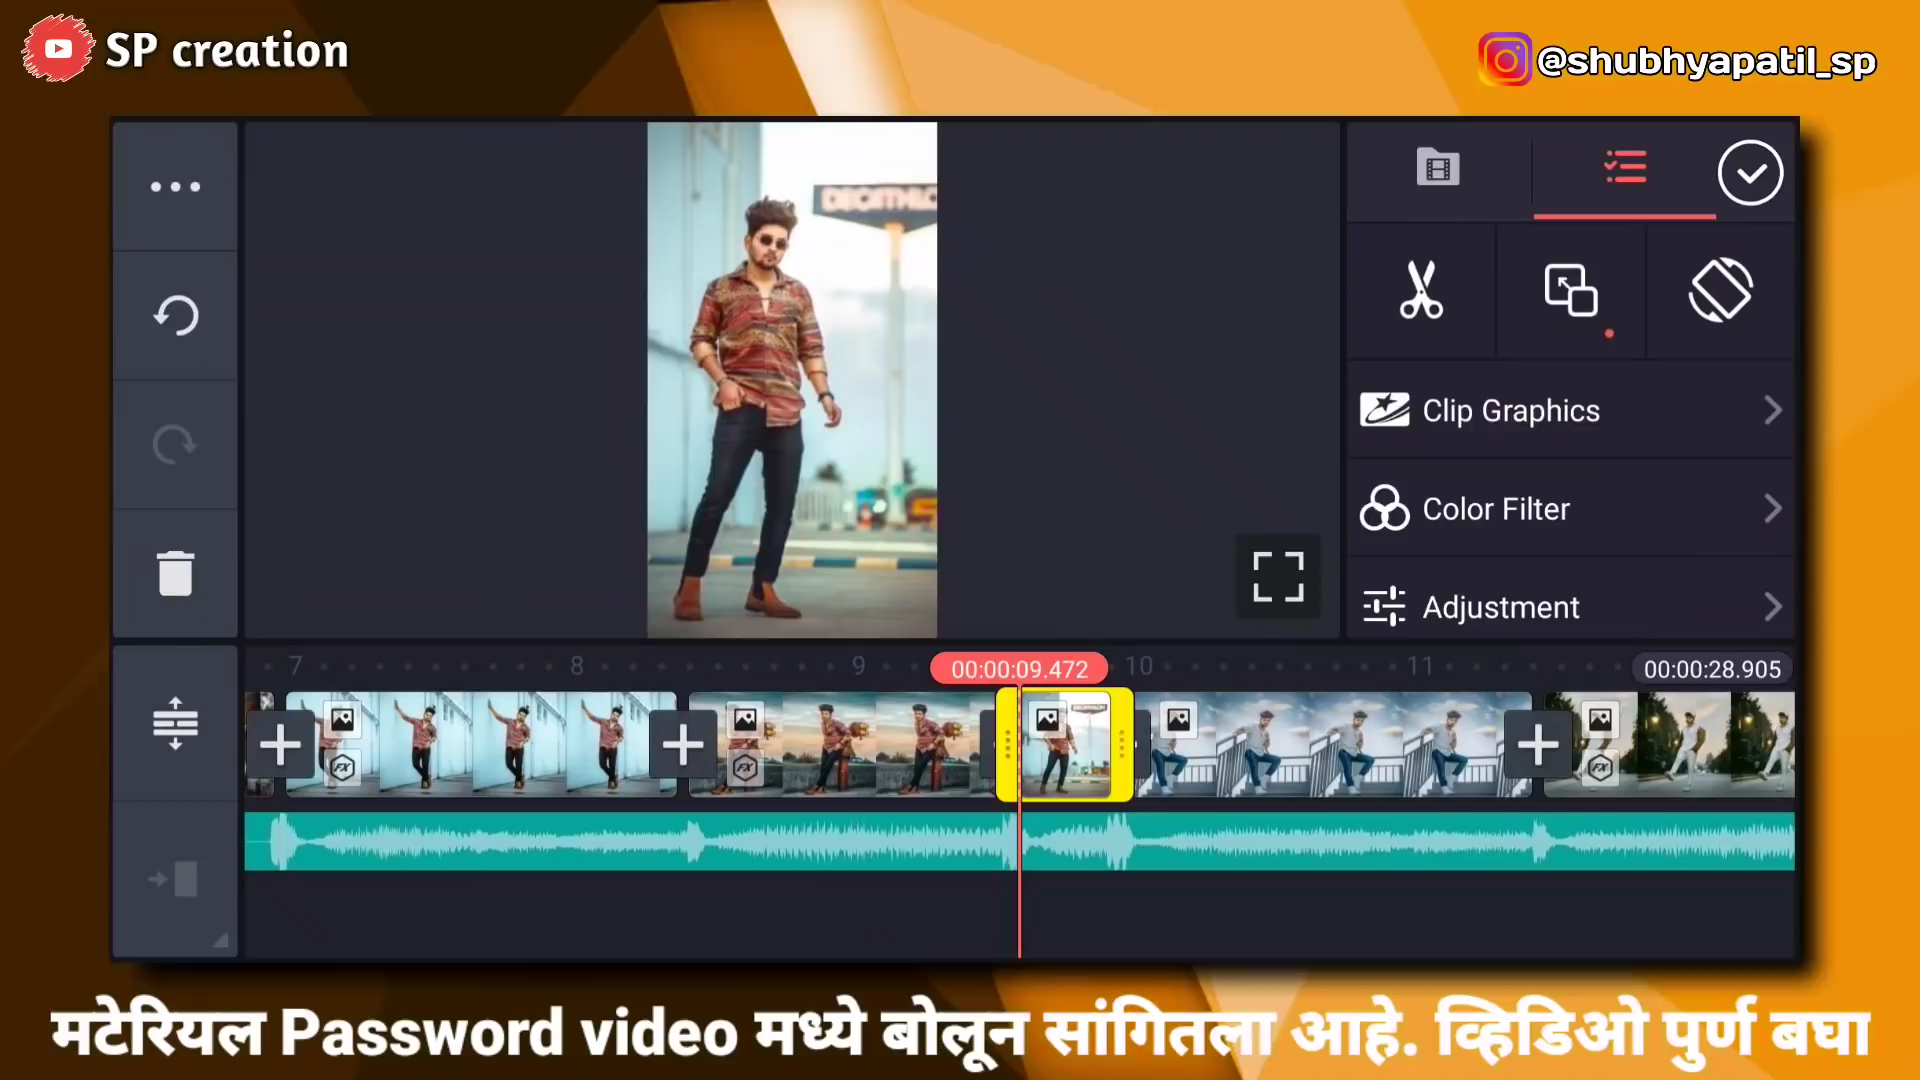 SP creation
@shubhyapatil_sp
DECATHLO
Clip Graphics
Color Filter
Adjustment
7 8 9 00:00:09.472 10 11 00:00:28.905
मटेरियल Password video मध्ये बोलून सांगितला आहे. व्हिडिओ पुर्ण बघा